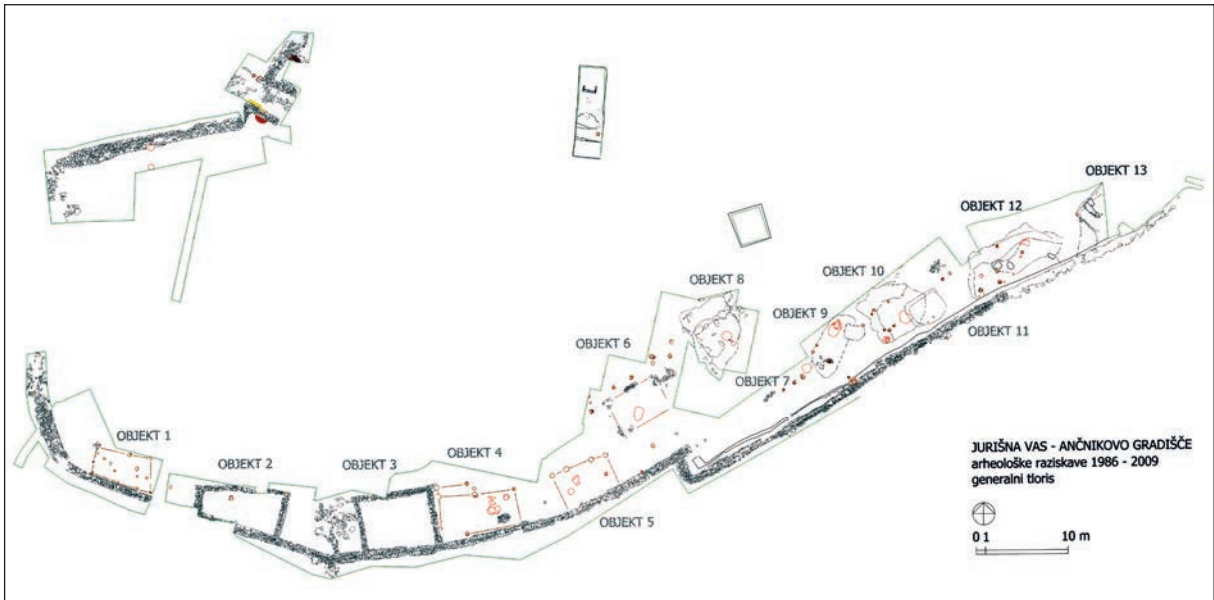 OBJEKT 13
OBJEKT 12
OBJEKT 10
OBJEKT 8
OBJEKT 9
OBJEKT 11
OBJEKT 6
OBJEKT 7
OBJEKT 1
OBJEKT 2
OBJEKT 3
OBJEKT 4
OBJEKT 5
JURIŠNA VAS - ANČNIKOVO GRADIŠČE
arheološke raziskave 1986 - 2009
generalni tloris
0 1 10 m